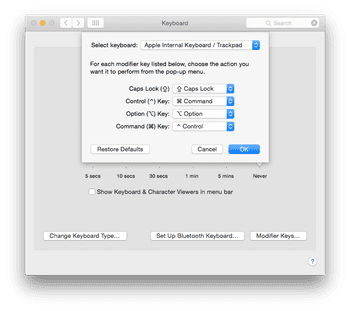 Keyboard
Search
Select keyboard: Apple Internal Keyboard / Trackpad
For each modifier key listed below, choose the action you
want it to perform from the pop-up menu.
Caps Lock (⇪) Key: ⇪ Caps Lock
Control (^) Key: ⌘ Command
Option (⌥) Key: ⌥ Option
Command (⌘) Key: ^ Control
Restore Defaults Cancel OK
5 secs 10 secs 30 secs 1 min 5 mins Never
Show Keyboard & Character Viewers in menu bar
Change Keyboard Type... Set Up Bluetooth Keyboard... Modifier Keys...
?